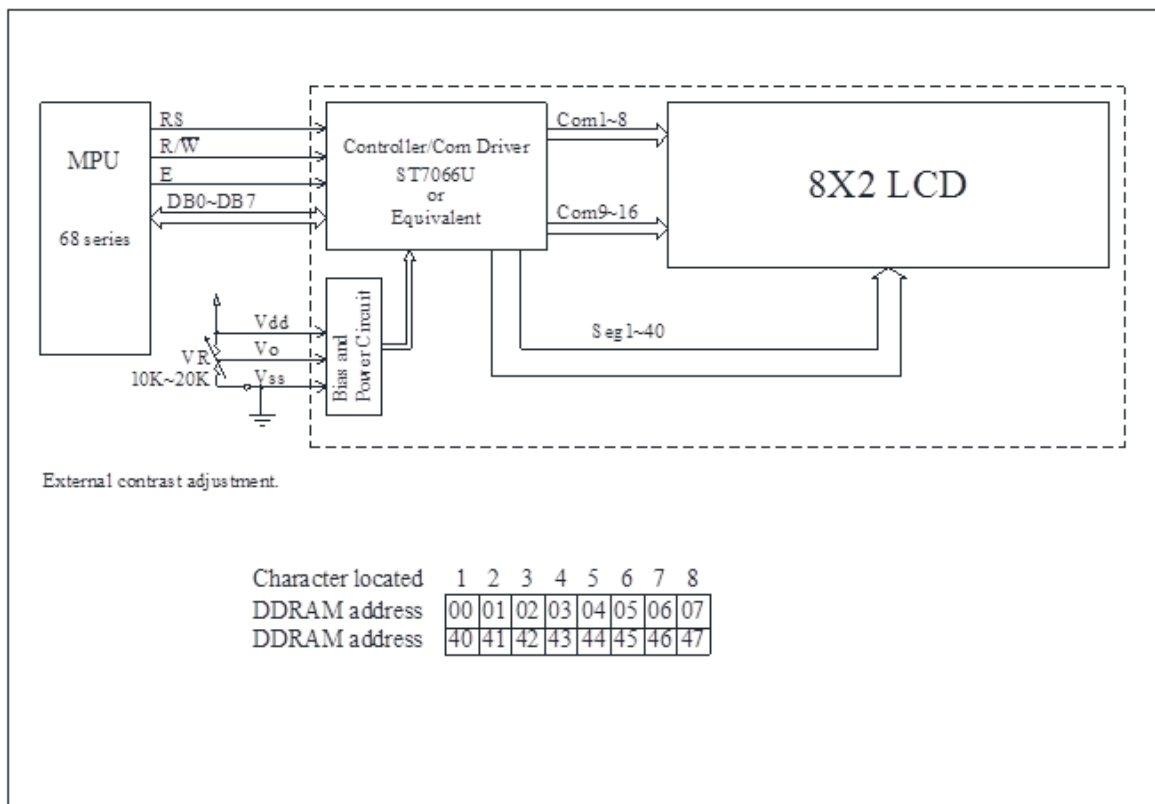 MPU
68 series
RS
R/W̅
E
DB0~DB7
Controller/Com Driver
ST7066U
or
Equivalent
Com1~8
Com9~16
8X2 LCD
Seg1~40
Vdd
Vo
Vss
VR
10K~20K
Bias and
Power Circuit
External contrast adjustment.
Character located 1 2 3 4 5 6 7 8
DDRAM address 00 01 02 03 04 05 06 07
DDRAM address 40 41 42 43 44 45 46 47